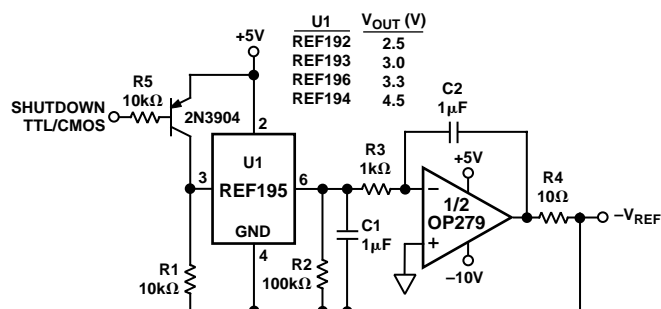 U1 VOUT (V)
REF192 2.5
REF193 3.0
REF196 3.3
REF194 4.5
+5V
R5
10kΩ
SHUTDOWN
TTL/CMOS
2N3904
2
U1
REF195
3
6
GND
4
R1
10kΩ
R2
100kΩ
C1
1μF
R3
1kΩ
C2
1μF
+5V
−
1/2
OP279
+
−10V
R4
10Ω
−VREF